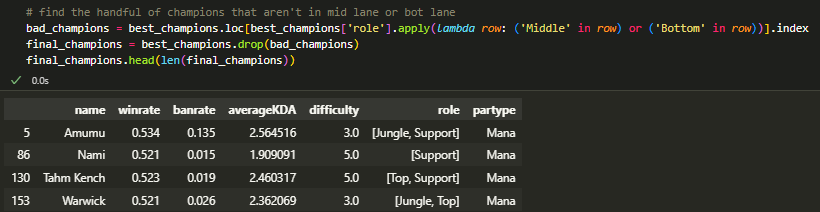 # find the handful of champions that aren't in mid lane or bot lane
bad_champions = best_champions.loc[best_champions['role'].apply(lambda row: ('Middle' in row) or ('Bottom' in row))].index
final_champions = best_champions.drop(bad_champions)
final_champions.head(len(final_champions))
✓ 0.0s
name winrate banrate averageKDA difficulty role partype
5 Amumu 0.534 0.135 2.564516 3.0 [Jungle, Support] Mana
86 Nami 0.521 0.015 1.909091 5.0 [Support] Mana
130 Tahm Kench 0.523 0.019 2.460317 5.0 [Top, Support] Mana
153 Warwick 0.521 0.026 2.362069 3.0 [Jungle, Top] Mana